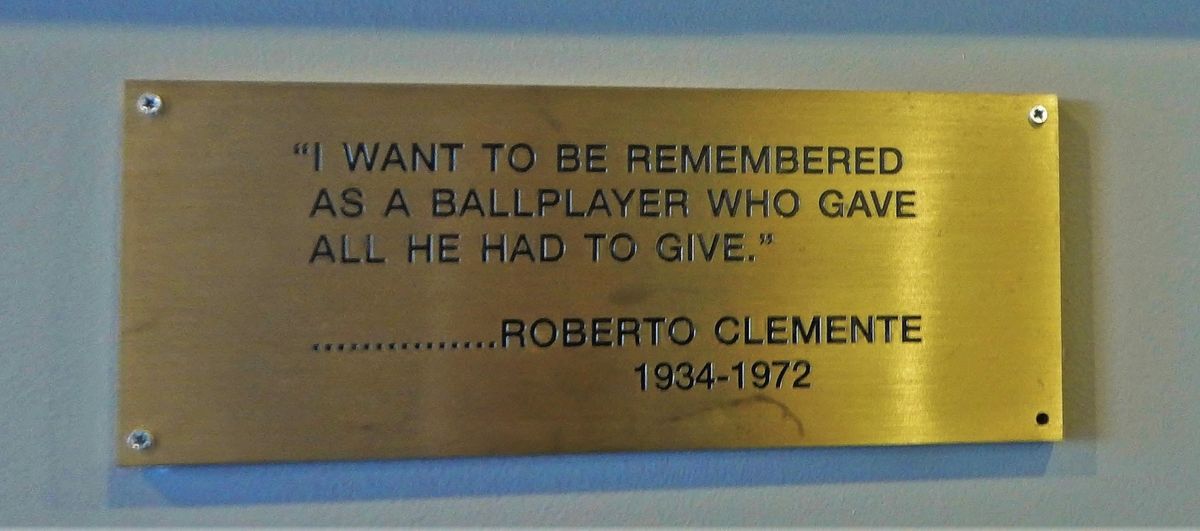 “I WANT TO BE REMEMBERED
AS A BALLPLAYER WHO GAVE
ALL HE HAD TO GIVE.”
...............ROBERTO CLEMENTE
1934-1972